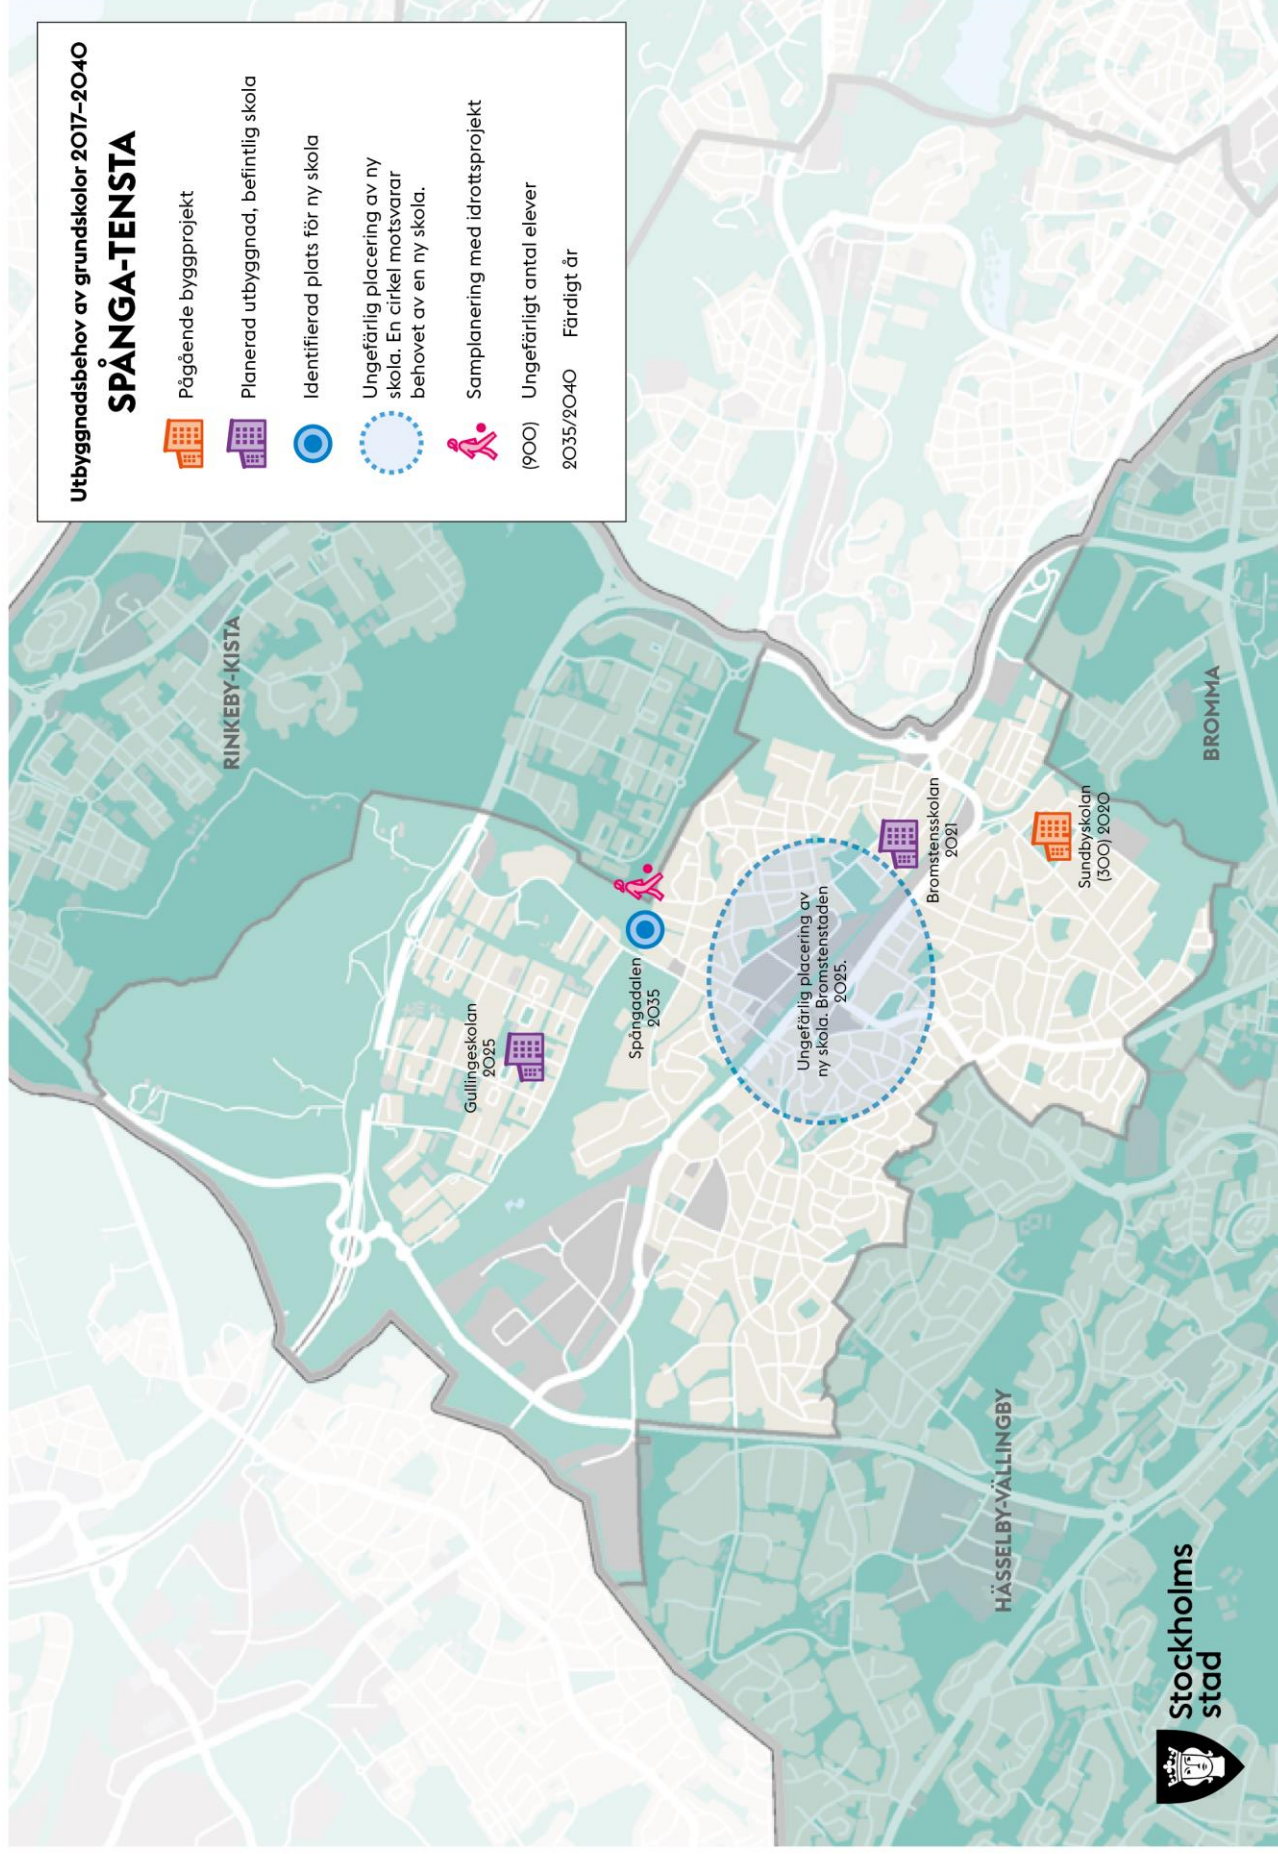 Utbyggnadsbehov av grundskolor 2017–2040
SPÅNGA-TENSTA
Pågående byggprojekt
Planerad utbyggnad, befintlig skola
Identifierad plats för ny skola
Ungefärlig placering av ny
skola. En cirkel motsvarar
behovet av en ny skola.
Samplanering med idrottsprojekt
(900) Ungefärligt antal elever
2035/2040 Färdigt år
RINKEBY-KISTA
Gullingeskolan
2025
Spångadalen
2035
Ungefärlig placering av
ny skola. Bromstenstaden
2025.
Bromstensskolan
2021
Sundbyskolan
(300) 2020
BROMMA
HÄSSELBY-VÄLLINGBY
Stockholms
stad